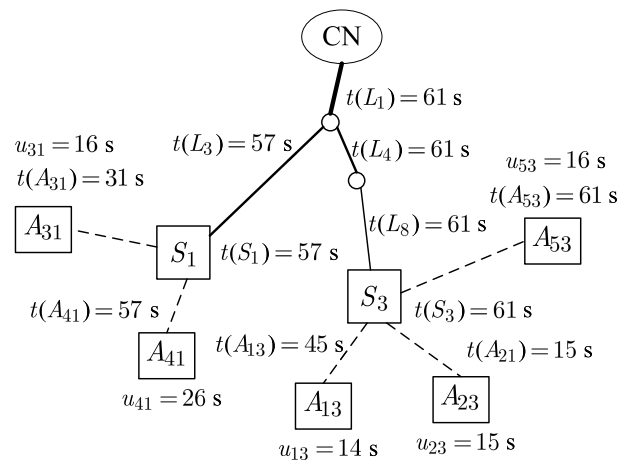 CN
t(L₁) = 61 s
t(L₃) = 57 s
t(L₄) = 61 s
u₃₁ = 16 s
t(A₃₁) = 31 s
u₅₃ = 16 s
t(A₅₃) = 61 s
A₃₁
t(L₈) = 61 s
A₅₃
S₁
t(S₁) = 57 s
S₃
t(S₃) = 61 s
t(A₄₁) = 57 s
A₄₁
t(A₁₃) = 45 s
t(A₂₁) = 15 s
u₄₁ = 26 s
A₁₃
A₂₃
u₁₃ = 14 s
u₂₃ = 15 s